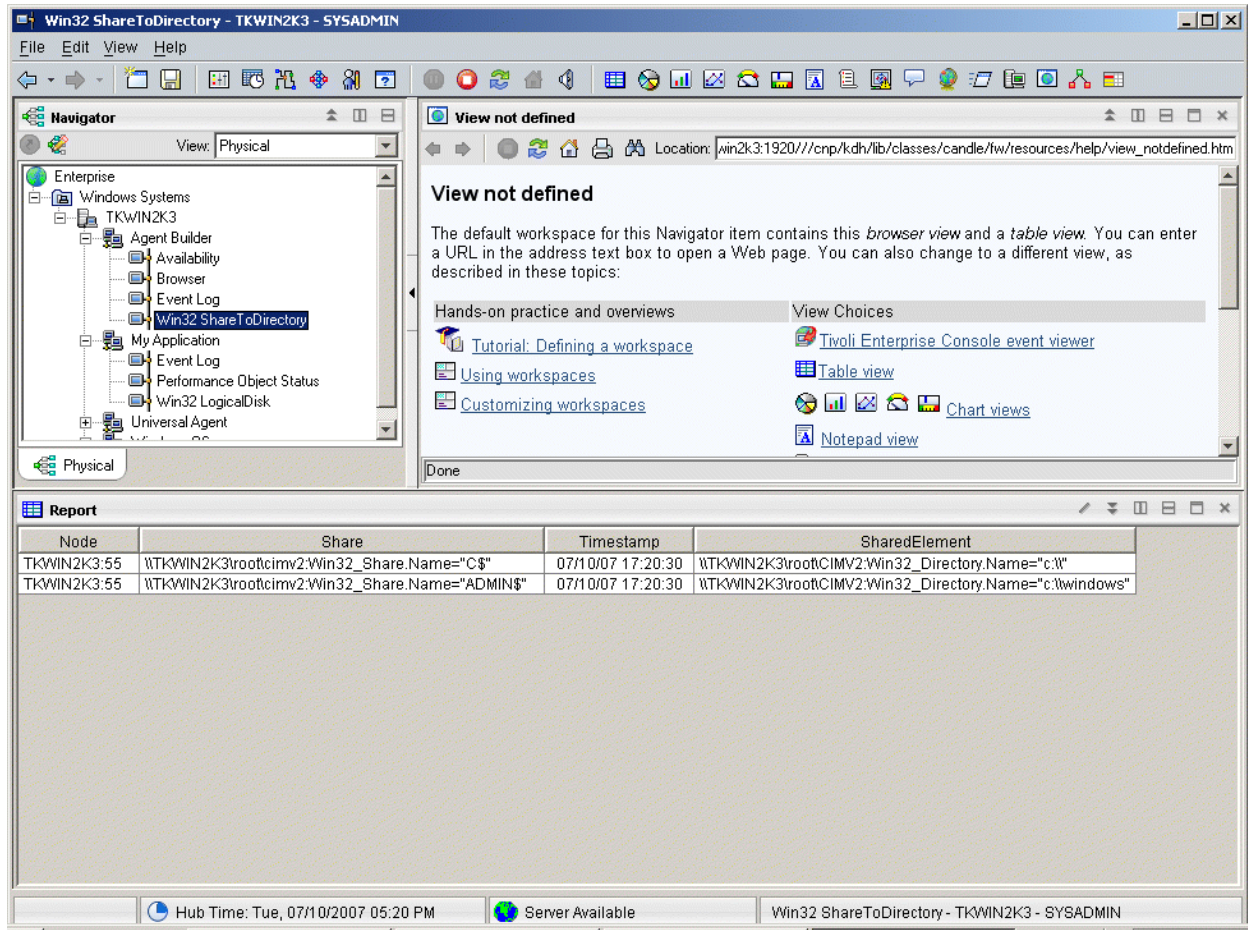 Win32 ShareToDirectory - TKWIN2K3 - SYSADMIN
File Edit View Help
Navigator
View: Physical
Enterprise
Windows Systems
TKWIN2K3
Agent Builder
Availability
Browser
Event Log
Win32 ShareToDirectory
My Application
Event Log
Performance Object Status
Win32 LogicalDisk
Universal Agent
Physical
View not defined
Location: win2k3:1920///cnp/kdh/lib/classes/candle/fw/resources/help/view_notdefined.htm
View not defined
The default workspace for this Navigator item contains this browser view and a table view. You can enter
a URL in the address text box to open a Web page. You can also change to a different view, as
described in these topics:
Hands-on practice and overviews
Tutorial: Defining a workspace
Using workspaces
Customizing workspaces
View Choices
Tivoli Enterprise Console event viewer
Table view
Chart views
Notepad view
Done
Report
Node Share Timestamp SharedElement
TKWIN2K3:55 \\TKWIN2K3\root\cimv2:Win32_Share.Name="C$" 07/10/07 17:20:30 \\TKWIN2K3\root\CIMV2:Win32_Directory.Name="c:\\"
TKWIN2K3:55 \\TKWIN2K3\root\cimv2:Win32_Share.Name="ADMIN$" 07/10/07 17:20:30 \\TKWIN2K3\root\CIMV2:Win32_Directory.Name="c:\\windows"
Hub Time: Tue, 07/10/2007 05:20 PM Server Available Win32 ShareToDirectory - TKWIN2K3 - SYSADMIN